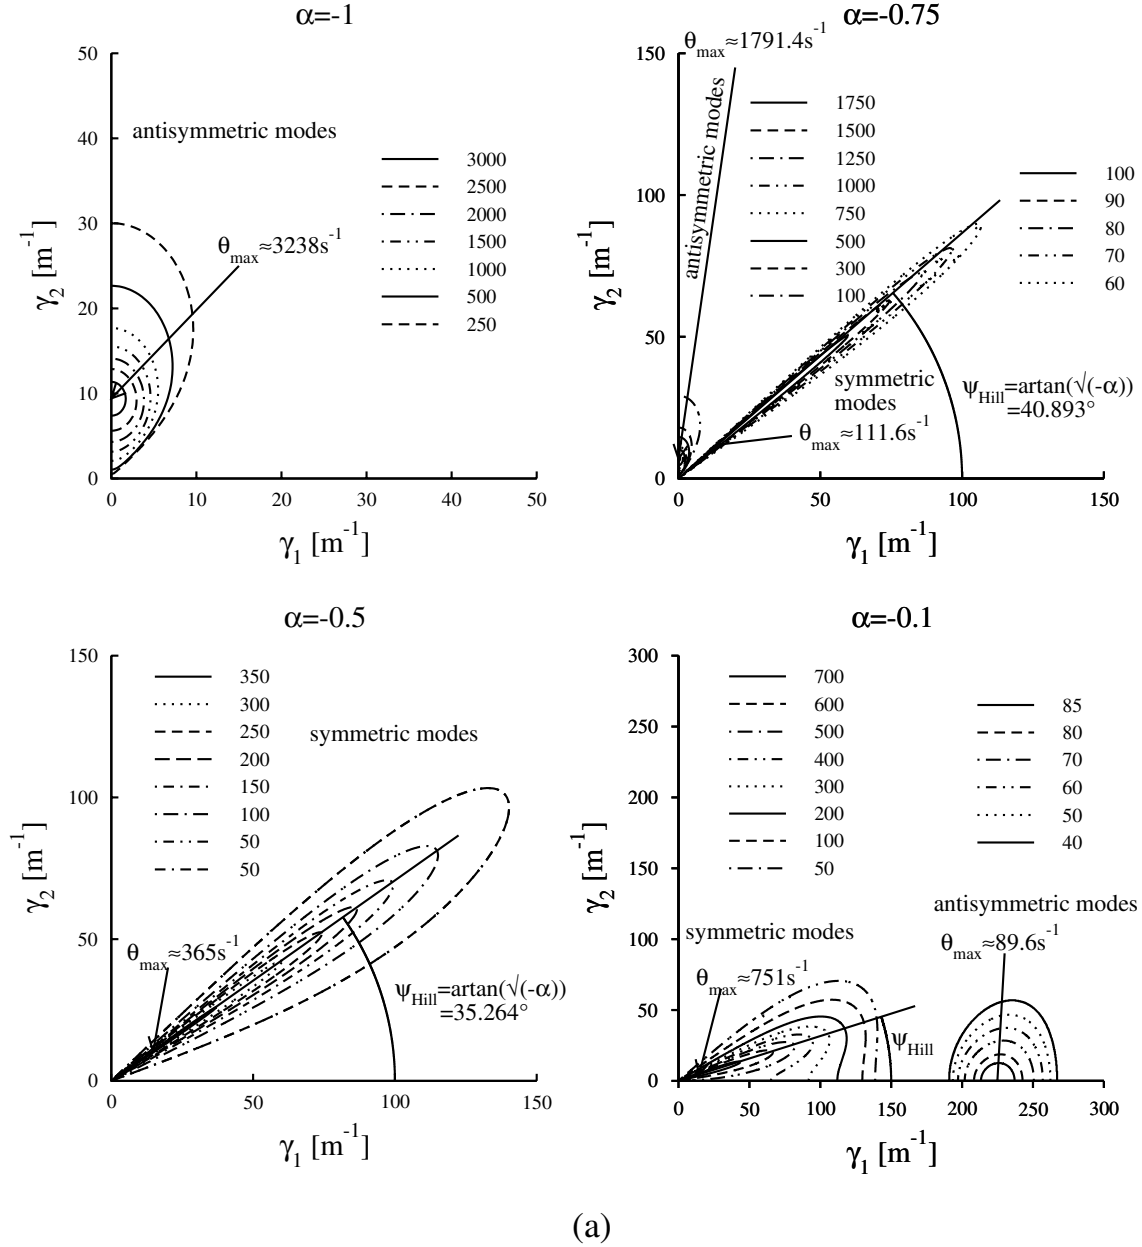 α=-1
50
40
30
20
10
0
γ2 [m-1]
antisymmetric modes
3000
2500
2000
1500
1000
500
250
θmax≈3238s-1
0 10 20 30 40 50
γ1 [m-1]
α=-0.75
θmax≈1791.4s-1
150
100
50
0
γ2 [m-1]
antisymmetric modes
1750
1500
1250
1000
750
500
300
100
100
90
80
70
60
symmetric
modes
θmax≈111.6s-1
ψHill=artan(√(-α))
=40.893°
0 50 100 150
γ1 [m-1]
α=-0.5
150
100
50
0
γ2 [m-1]
350
300
250
200
150
100
50
50
symmetric modes
θmax≈365s-1
ψHill=artan(√(-α))
=35.264°
0 50 100 150
γ1 [m-1]
α=-0.1
300
250
200
150
100
50
0
γ2 [m-1]
700
600
500
400
300
200
100
50
85
80
70
60
50
40
antisymmetric modes
θmax≈89.6s-1
symmetric modes
θmax≈751s-1
ψHill
0 50 100 150 200 250 300
γ1 [m-1]
(a)